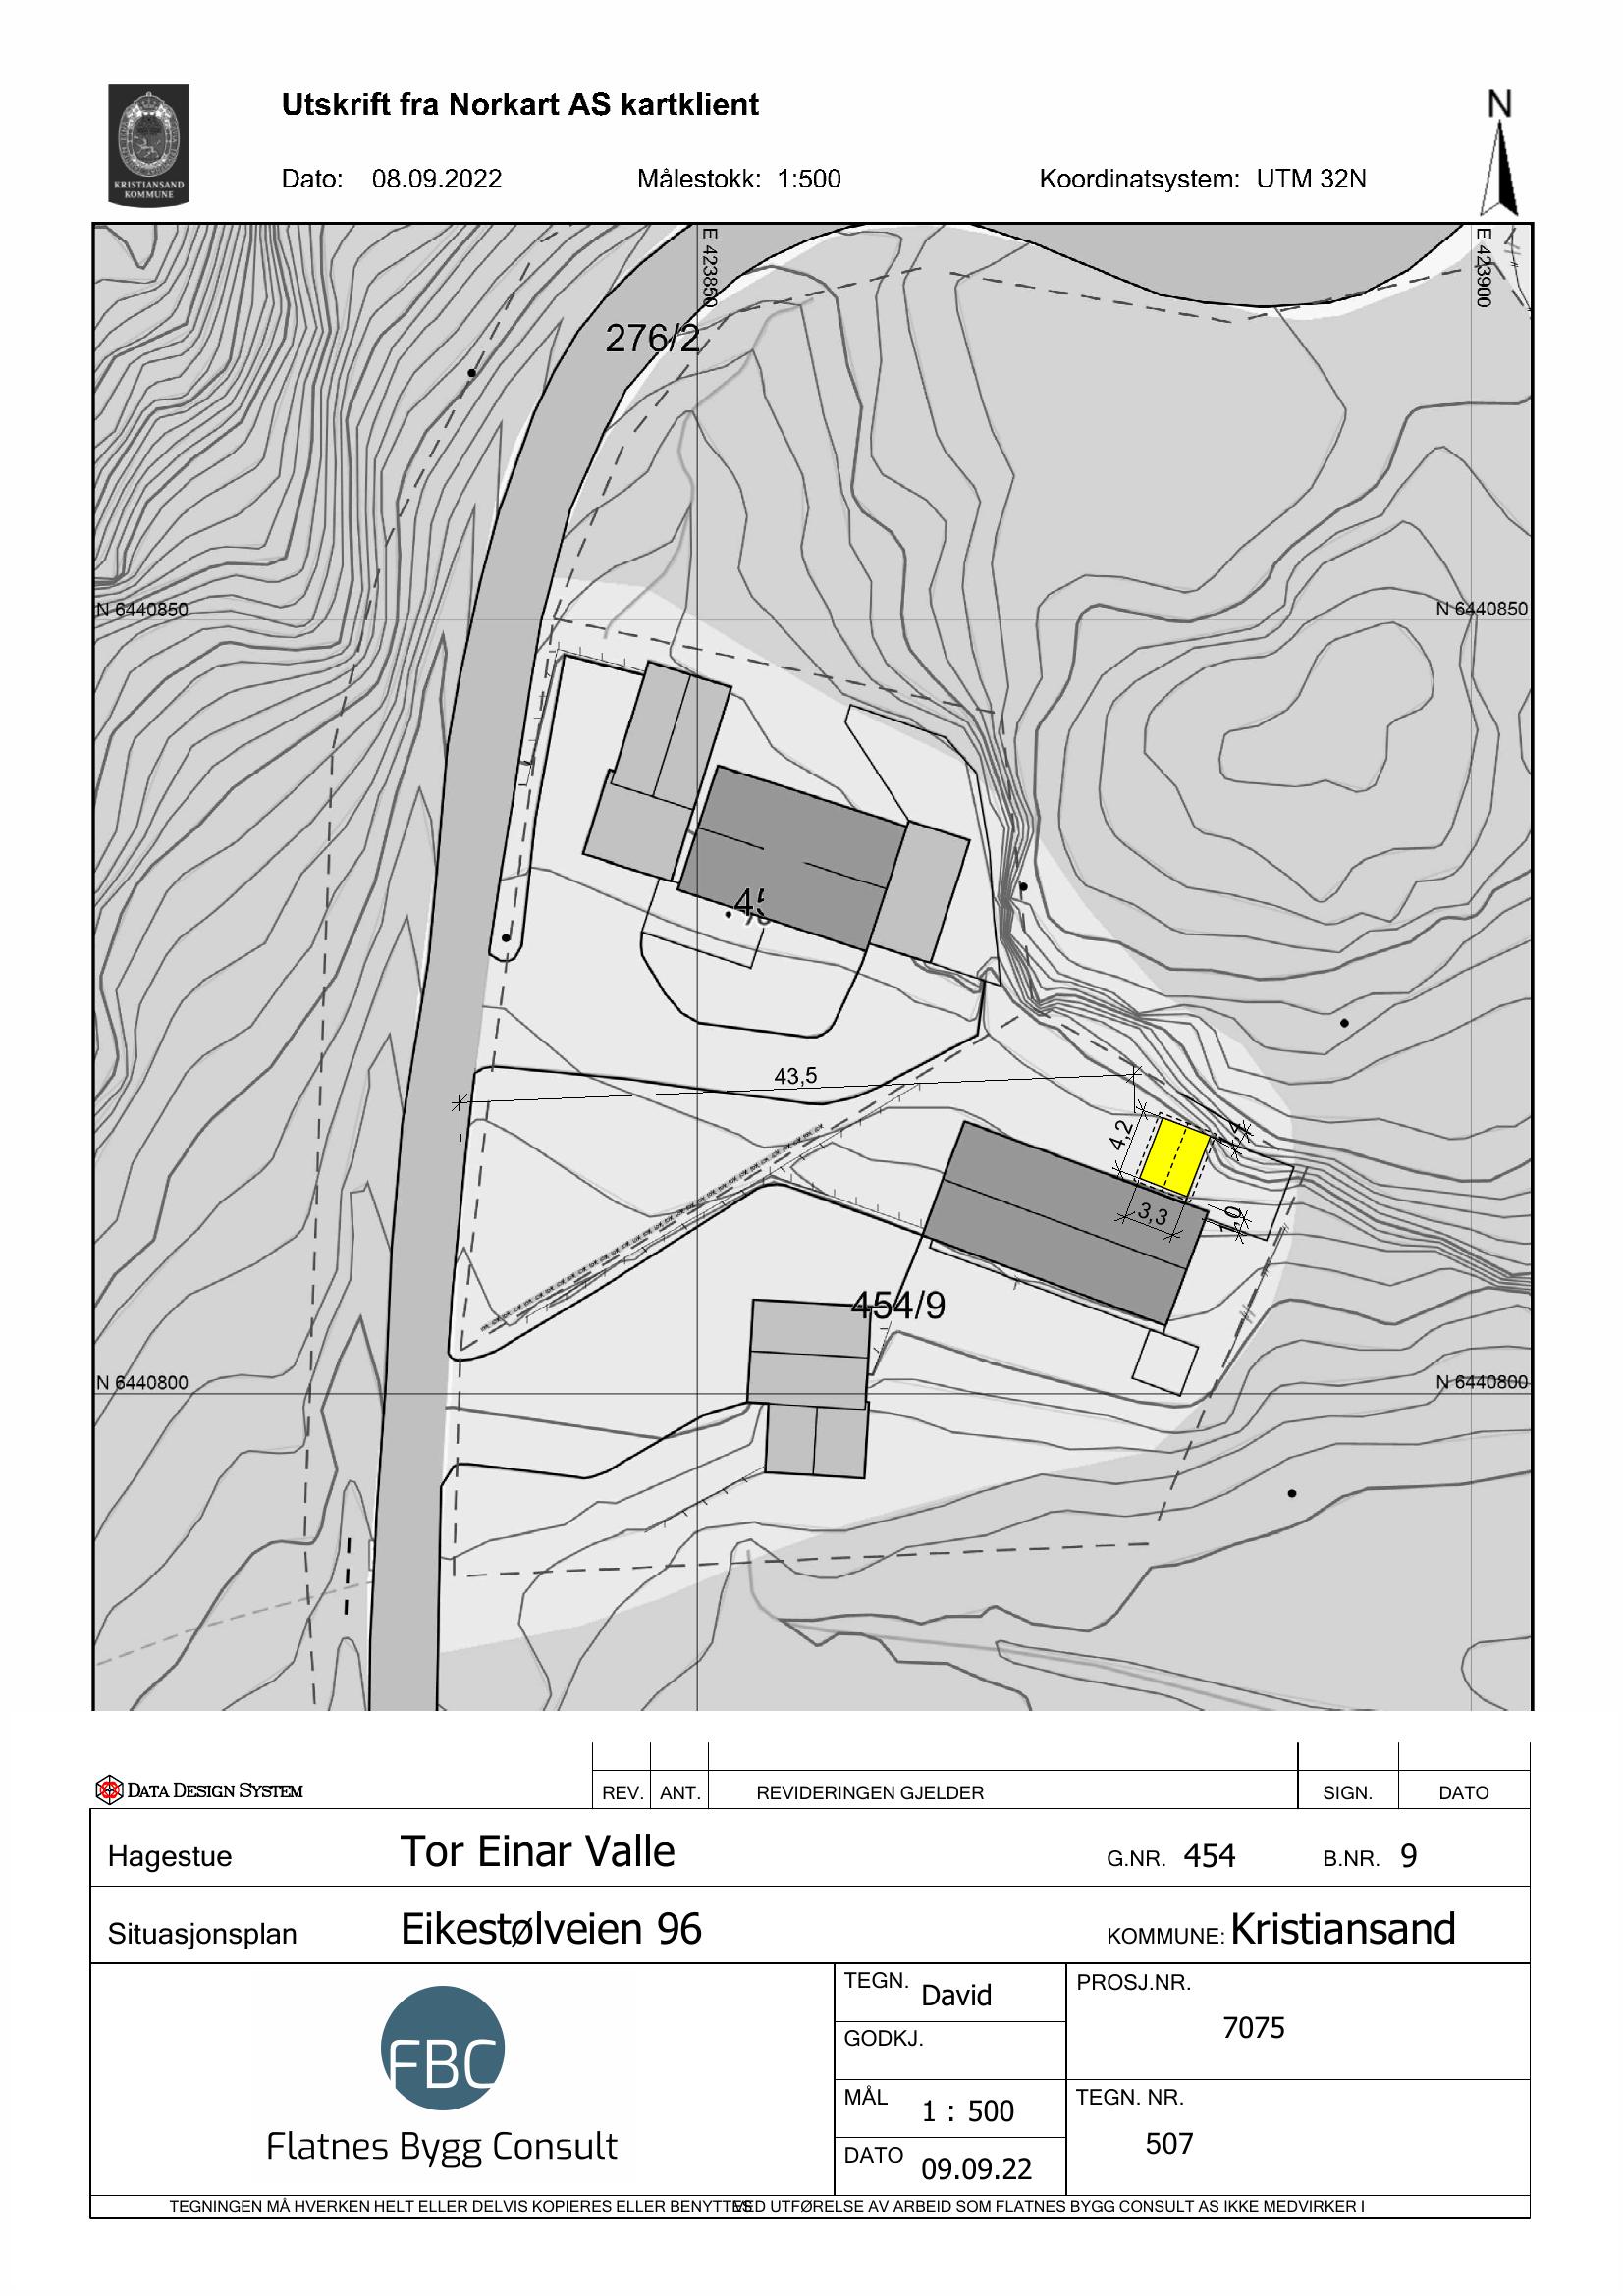 Utskrift fra Norkart AS kartklient
N
KRISTIANSAND
KOMMUNE
Dato: 08.09.2022 Målestokk: 1:500 Koordinatsystem: UTM 32N
E 423850
E 423900
276/2
N 6440850 N 6440850
43,5
4,2
3,3
1,0
454/9
N 6440800 N 6440800
DATA DESIGN SYSTEM
REV. ANT. REVIDERINGEN GJELDER SIGN. DATO
Hagestue Tor Einar Valle G.NR. 454 B.NR. 9
Situasjonsplan Eikestølveien 96 KOMMUNE: Kristiansand
TEGN. David PROSJ.NR.
7075
GODKJ.
FBC
MÅL 1 : 500 TEGN. NR.
507
Flatnes Bygg Consult
DATO 09.09.22
TEGNINGEN MÅ HVERKEN HELT ELLER DELVIS KOPIERES ELLER BENYTTES VED UTFØRELSE AV ARBEID SOM FLATNES BYGG CONSULT AS IKKE MEDVIRKER I